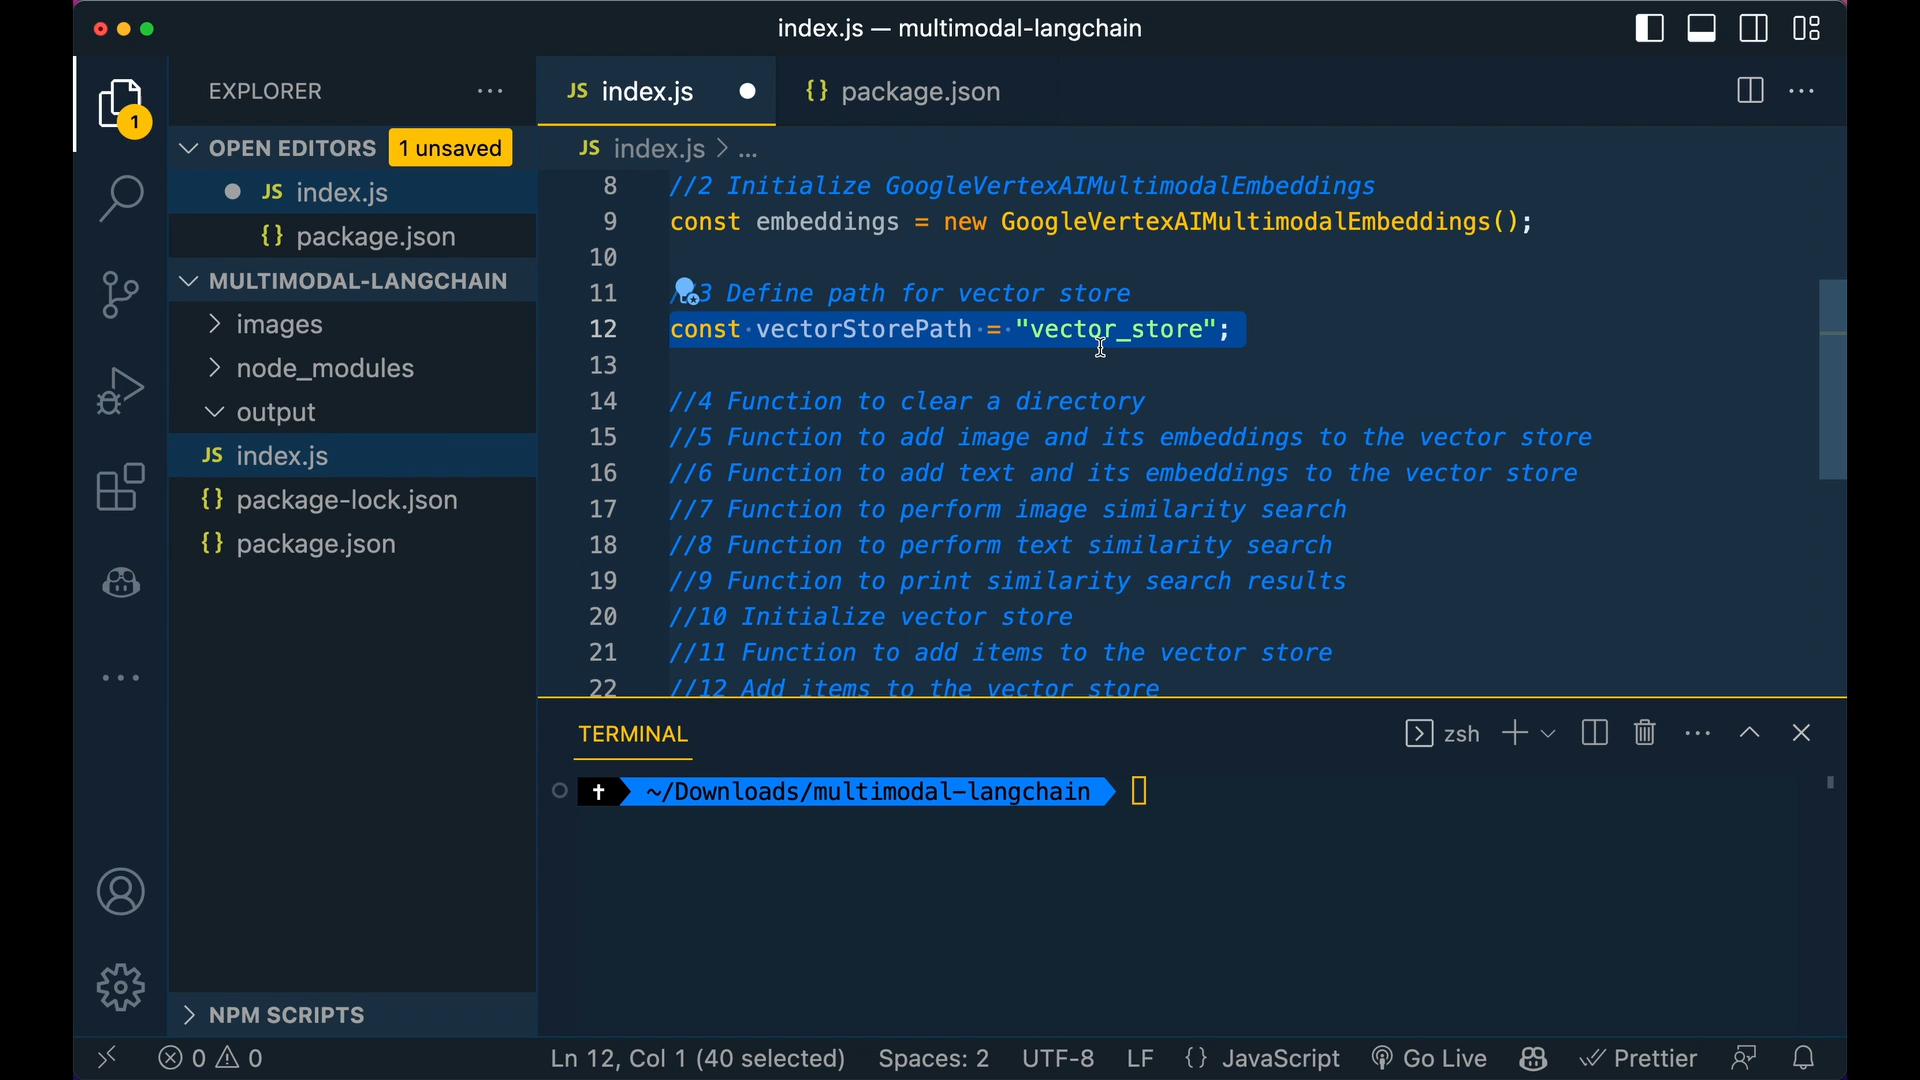 index.js — multimodal-langchain
EXPLORER
JS index.js
{} package.json
1
OPEN EDITORS 1 unsaved
JS index.js
{} package.json
MULTIMODAL-LANGCHAIN
images
node_modules
output
JS index.js
{} package-lock.json
{} package.json
NPM SCRIPTS
JS index.js > ...
8 //2 Initialize GoogleVertexAIMultimodalEmbeddings
9 const embeddings = new GoogleVertexAIMultimodalEmbeddings();
10
11 //3 Define path for vector store
12 const vectorStorePath = "vector_store";
13
14 //4 Function to clear a directory
15 //5 Function to add image and its embeddings to the vector store
16 //6 Function to add text and its embeddings to the vector store
17 //7 Function to perform image similarity search
18 //8 Function to perform text similarity search
19 //9 Function to print similarity search results
20 //10 Initialize vector store
21 //11 Function to add items to the vector store
22 //12 Add items to the vector store
TERMINAL
zsh
~/Downloads/multimodal-langchain
0 0
Ln 12, Col 1 (40 selected) Spaces: 2 UTF-8 LF {} JavaScript Go Live Prettier